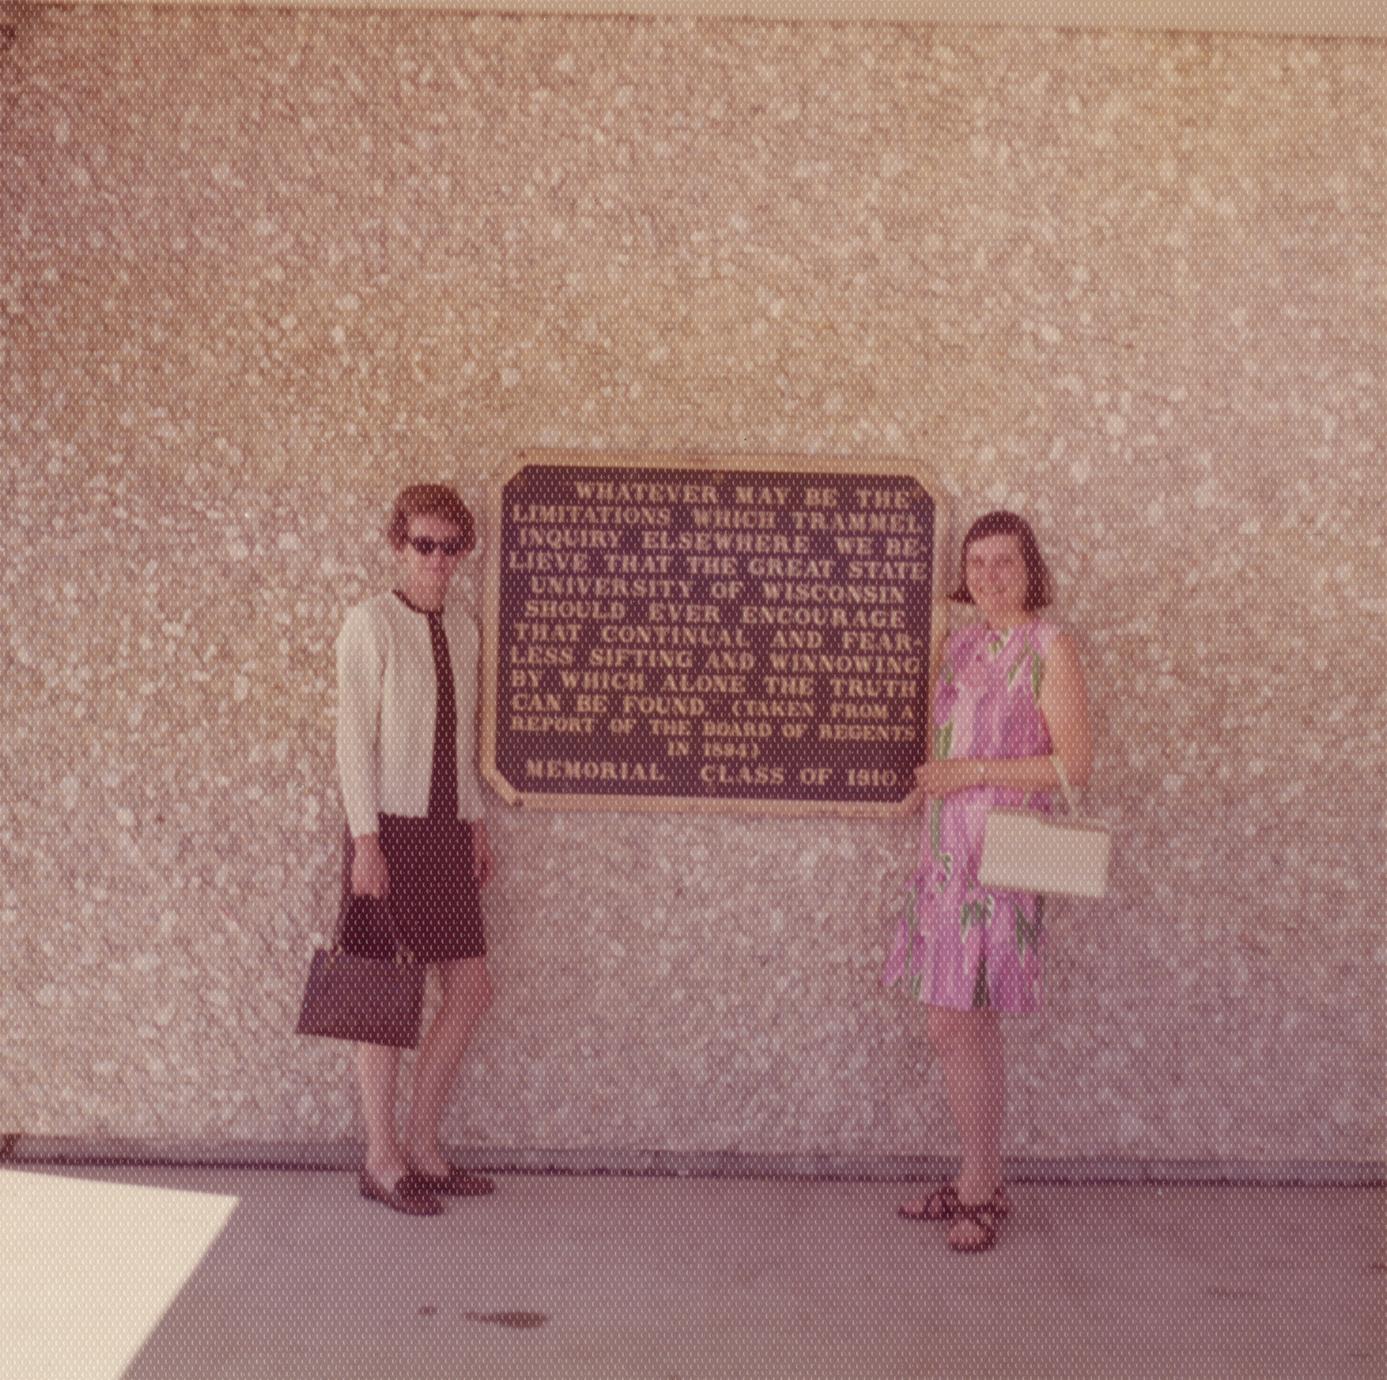 WHATEVER MAY BE THE
LIMITATIONS WHICH TRAMMEL
INQUIRY ELSEWHERE WE BE-
LIEVE THAT THE GREAT STATE
UNIVERSITY OF WISCONSIN
SHOULD EVER ENCOURAGE
THAT CONTINUAL AND FEAR-
LESS SIFTING AND WINNOWING
BY WHICH ALONE THE TRUTH
CAN BE FOUND (TAKEN FROM A
REPORT OF THE BOARD OF REGENTS
IN 1894)
MEMORIAL CLASS OF 1910